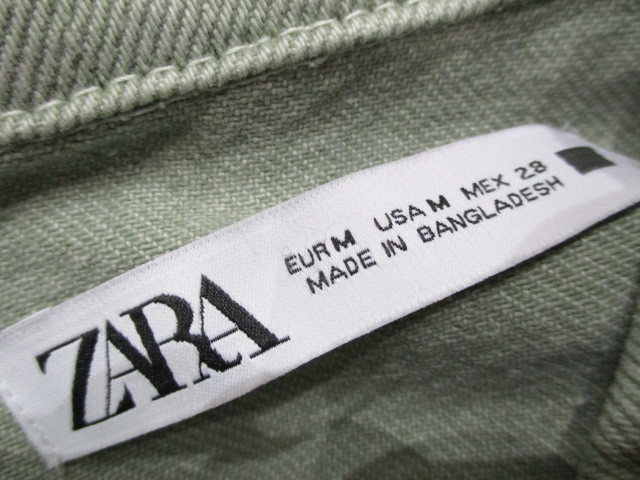 ZARA
EUR M USA M MEX 28
MADE IN BANGLADESH